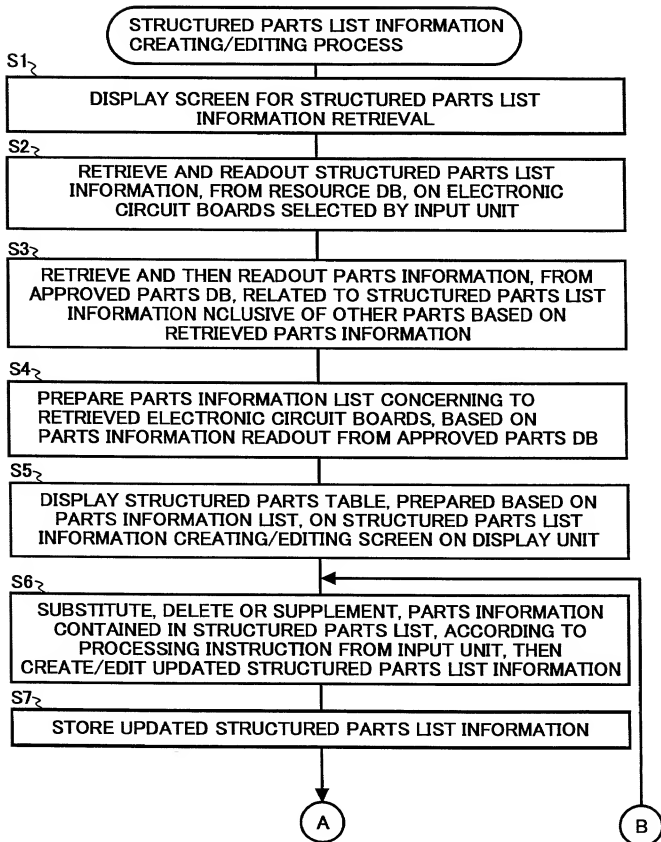 STRUCTURED PARTS LIST INFORMATION
CREATING/EDITING PROCESS
S1
DISPLAY SCREEN FOR STRUCTURED PARTS LIST
INFORMATION RETRIEVAL
S2
RETRIEVE AND READOUT STRUCTURED PARTS LIST
INFORMATION, FROM RESOURCE DB, ON ELECTRONIC
CIRCUIT BOARDS SELECTED BY INPUT UNIT
S3
RETRIEVE AND THEN READOUT PARTS INFORMATION, FROM
APPROVED PARTS DB, RELATED TO STRUCTURED PARTS LIST
INFORMATION NCLUSIVE OF OTHER PARTS BASED ON
RETRIEVED PARTS INFORMATION
S4
PREPARE PARTS INFORMATION LIST CONCERNING TO
RETRIEVED ELECTRONIC CIRCUIT BOARDS, BASED ON
PARTS INFORMATION READOUT FROM APPROVED PARTS DB
S5
DISPLAY STRUCTURED PARTS TABLE, PREPARED BASED ON
PARTS INFORMATION LIST, ON STRUCTURED PARTS LIST
INFORMATION CREATING/EDITING SCREEN ON DISPLAY UNIT
S6
SUBSTITUTE, DELETE OR SUPPLEMENT, PARTS INFORMATION
CONTAINED IN STRUCTURED PARTS LIST, ACCORDING TO
PROCESSING INSTRUCTION FROM INPUT UNIT, THEN
CREATE/EDIT UPDATED STRUCTURED PARTS LIST INFORMATION
S7
STORE UPDATED STRUCTURED PARTS LIST INFORMATION
A
B